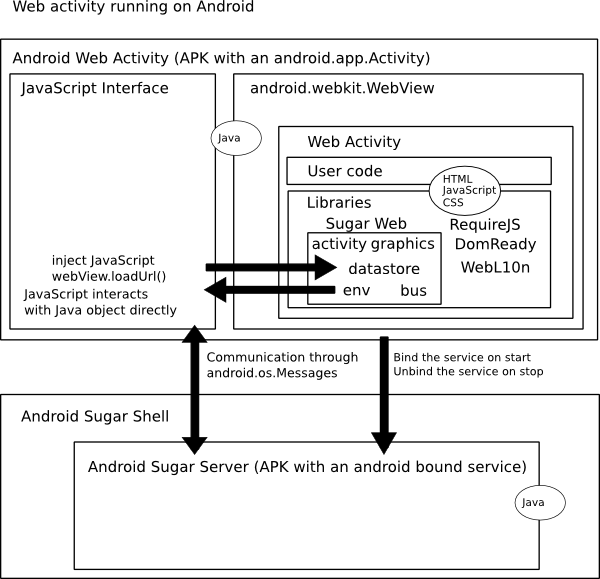 Web activity running on Android
Android Web Activity (APK with an android.app.Activity)
JavaScript Interface
android.webkit.WebView
Java
Web Activity
User code
HTML
JavaScript
CSS
Libraries
Sugar Web
RequireJS
activity graphics
DomReady
datastore
WebL10n
env
bus
inject JavaScript
webView.loadUrl()
JavaScript interacts
with Java object directly
Communication through
android.os.Messages
Bind the service on start
Unbind the service on stop
Android Sugar Shell
Android Sugar Server (APK with an android bound service)
Java